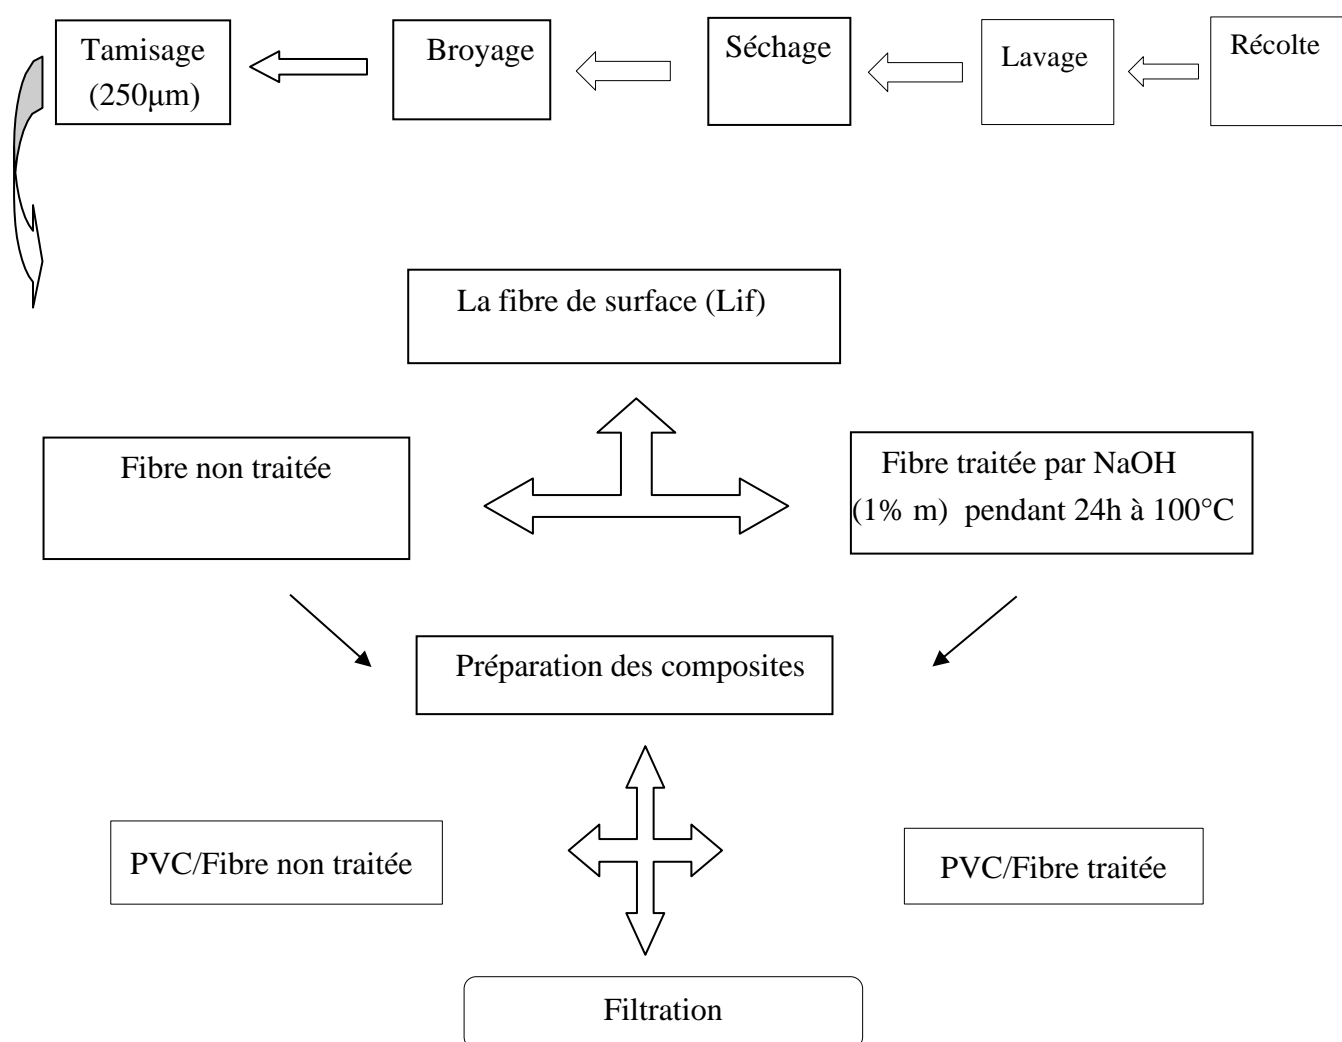 Tamisage
(250µm)
Broyage
Séchage
Lavage
Récolte
La fibre de surface (Lif)
Fibre non traitée
Fibre traitée par NaOH
(1% m) pendant 24h à 100°C
Préparation des composites
PVC/Fibre non traitée
PVC/Fibre traitée
Filtration